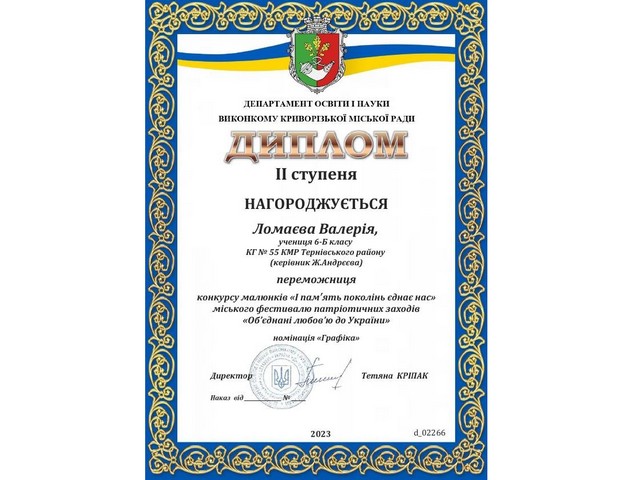 ДЕПАРТАМЕНТ ОСВІТИ І НАУКИ
ВИКОНКОМУ КРИВОРІЗЬКОЇ МІСЬКОЇ РАДИ
ДИПЛОМ
ІІ ступеня
НАГОРОДЖУЄТЬСЯ
Ломаєва Валерія,
учениця 6-Б класу
КГ № 55 КМР Тернівського району
(керівник Ж.Андрєєва)
переможниця
конкурсу малюнків «І пам'ять поколінь єднає нас»
міського фестивалю патріотичних заходів
«Об'єднані любов'ю до України»
номінація «Графіка»
Директор Тетяна КРІПАК
Наказ від____________ №____
2023 d_02266